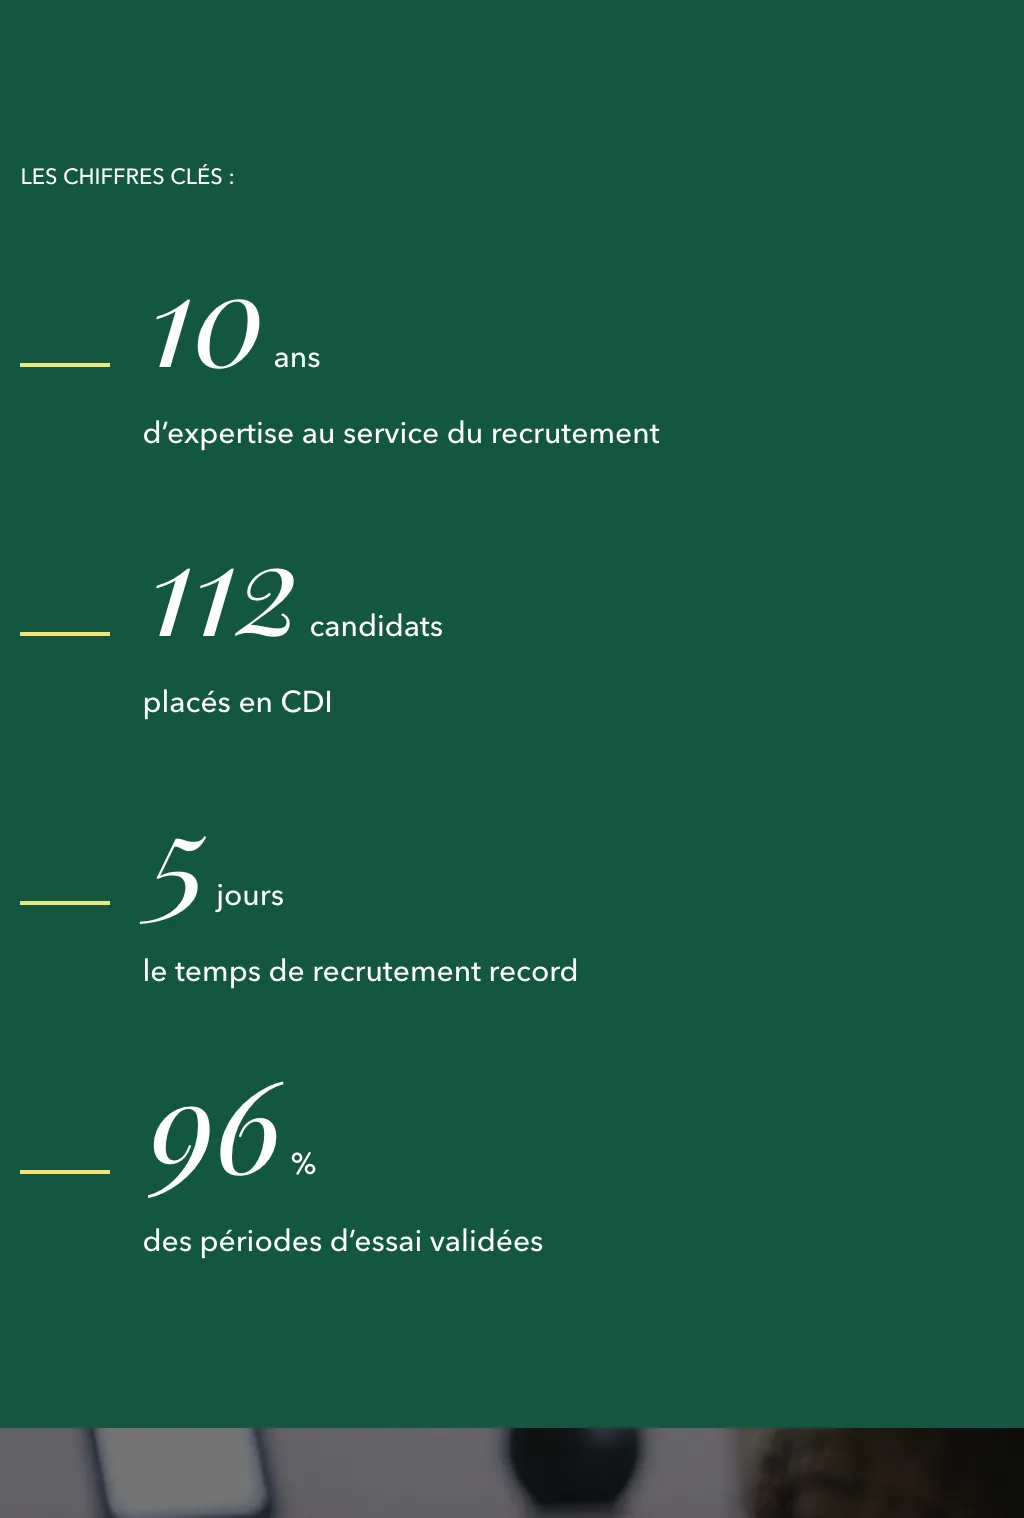 LES CHIFFRES CLÉS :
10 ans
d’expertise au service du recrutement
112 candidats
placés en CDI
5 jours
le temps de recrutement record
96 %
des périodes d’essai validées